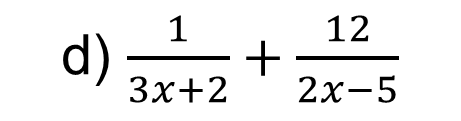 d) 1/(3x+2) + 12/(2x−5)